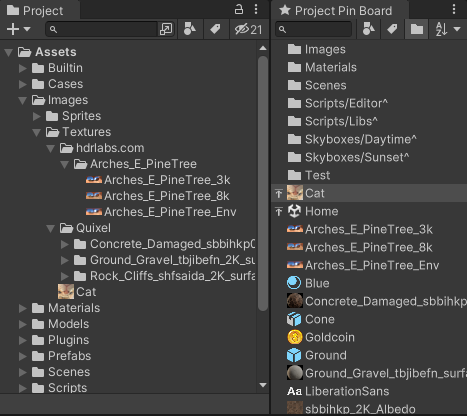 Project
21
Assets
Builtin
Cases
Images
Sprites
Textures
hdrlabs.com
Arches_E_PineTree
Arches_E_PineTree_3k
Arches_E_PineTree_8k
Arches_E_PineTree_Env
Quixel
Concrete_Damaged_sbbihkp0
Ground_Gravel_tbjibefn_2K_su
Rock_Cliffs_shfsaida_2K_surfa
Cat
Materials
Models
Plugins
Prefabs
Scenes
Scripts
Project Pin Board
Images
Materials
Scenes
Scripts/Editor^
Scripts/Libs^
Skyboxes/Daytime^
Skyboxes/Sunset^
Test
Cat
Home
Arches_E_PineTree_3k
Arches_E_PineTree_8k
Arches_E_PineTree_Env
Blue
Concrete_Damaged_sbbihkp
Cone
Goldcoin
Ground
Ground_Gravel_tbjibefn_surf
Aa LiberationSans
sbbihkp_2K_Albedo